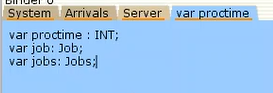 Binder 0
System Arrivals Server var proctime
var proctime : INT;
var job: Job;
var jobs: Jobs;